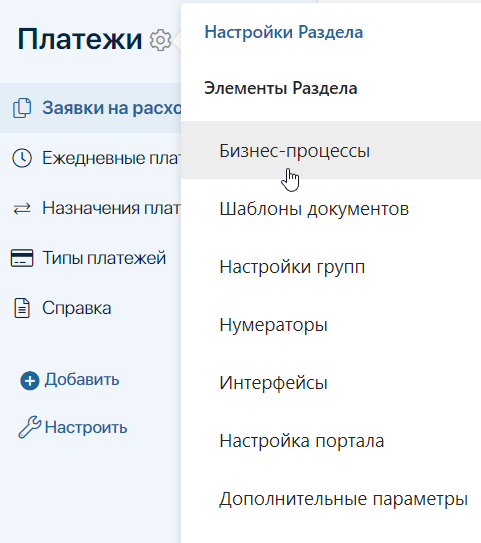 Платежи
Заявки на расхо
Ежедневные плат
Назначения плат
Типы платежей
Справка
Добавить
Настроить
Настройки Раздела
Элементы Раздела
Бизнес-процессы
Шаблоны документов
Настройки групп
Нумераторы
Интерфейсы
Настройка портала
Дополнительные параметры